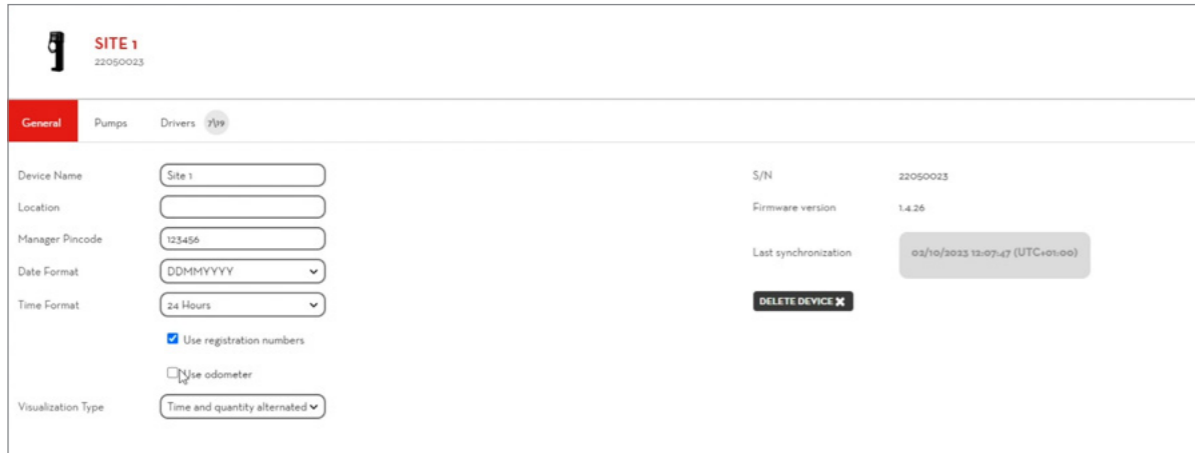 SITE 1
22050023
General Pumps Drivers 7\19
Device Name Site 1
Location
Manager Pincode 123456
Date Format DDMMYYYY
Time Format 24 Hours
Use registration numbers
Use odometer
Visualization Type Time and quantity alternated
S/N 22050023
Firmware version 1.4.26
Last synchronization 02/10/2023 12:07:47 (UTC+01:00)
DELETE DEVICE